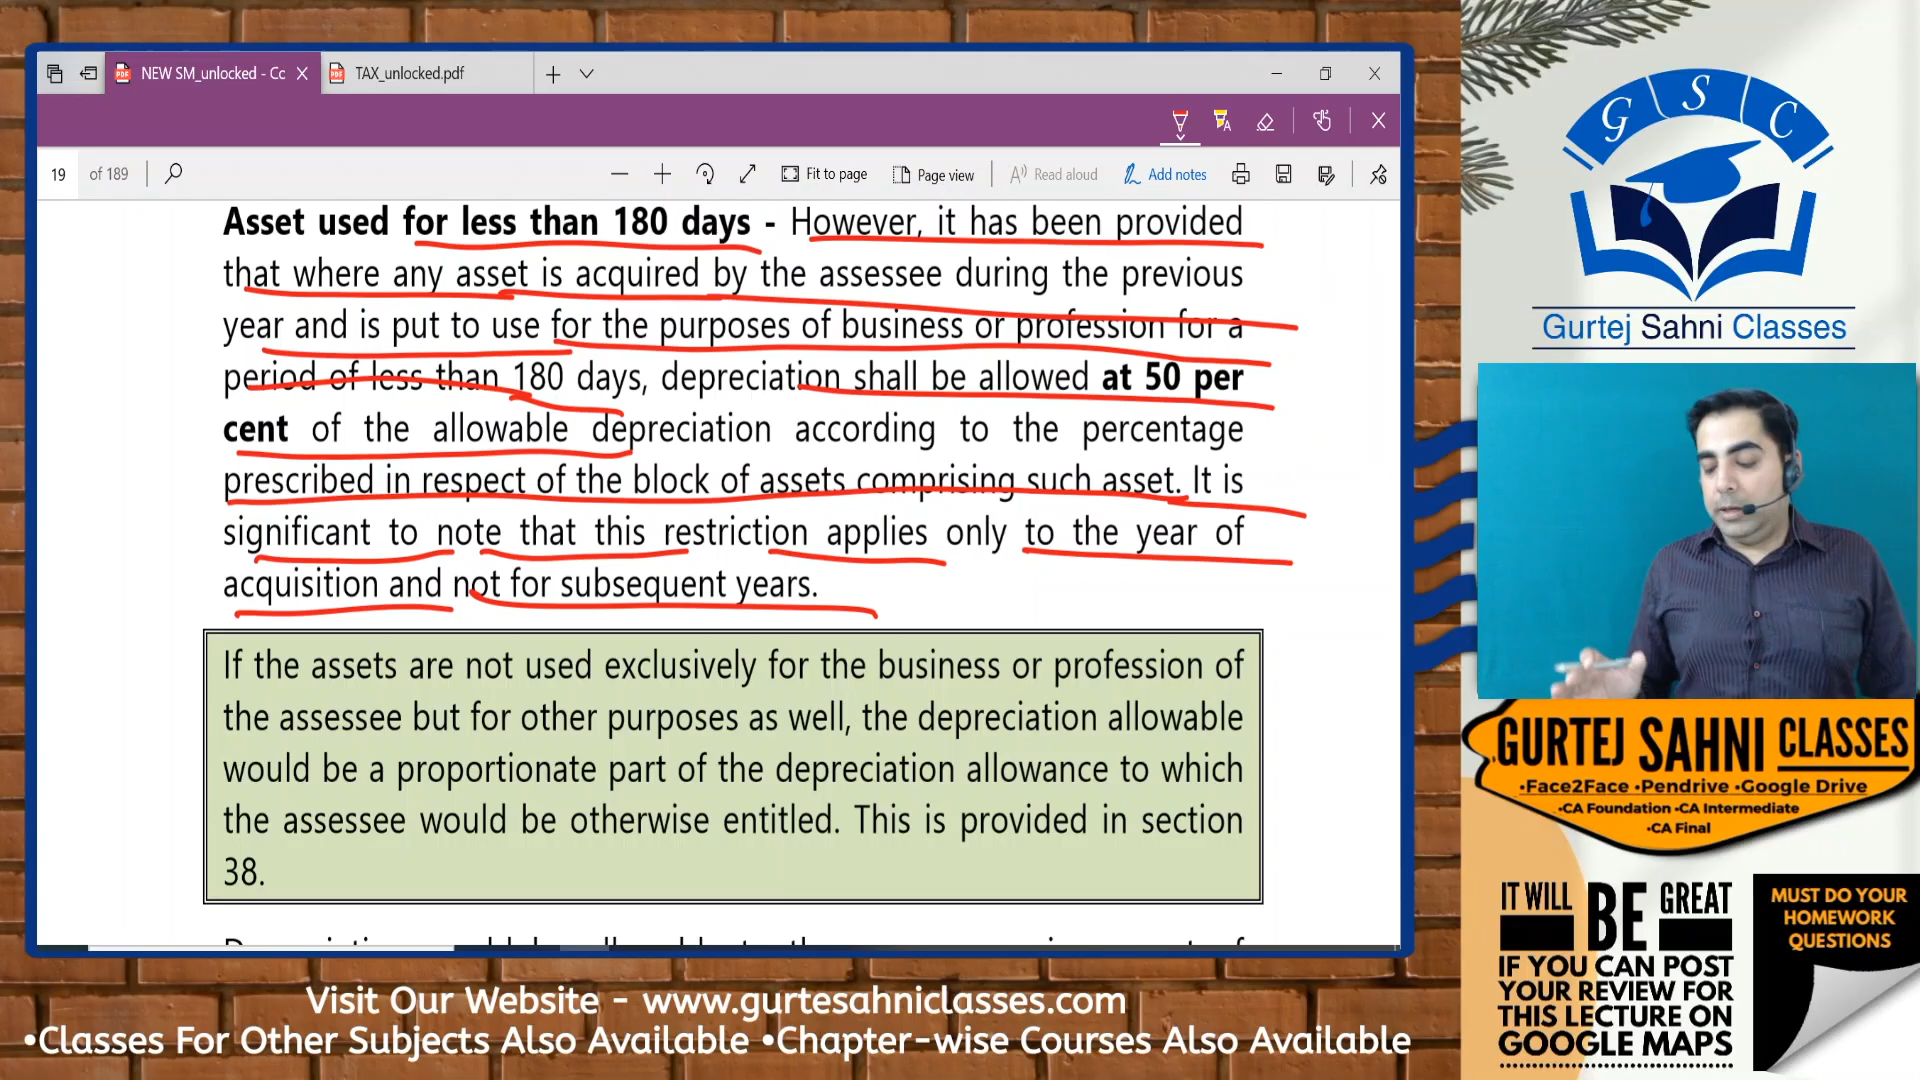 NEW SM_unlocked - Cc
TAX_unlocked.pdf
19 of 189
Fit to page
Page view
Read aloud
Add notes
Asset used for less than 180 days - However, it has been provided
that where any asset is acquired by the assessee during the previous
year and is put to use for the purposes of business or profession for a
period of less than 180 days, depreciation shall be allowed at 50 per
cent of the allowable depreciation according to the percentage
prescribed in respect of the block of assets comprising such asset. It is
significant to note that this restriction applies only to the year of
acquisition and not for subsequent years.
If the assets are not used exclusively for the business or profession of
the assessee but for other purposes as well, the depreciation allowable
would be a proportionate part of the depreciation allowance to which
the assessee would be otherwise entitled. This is provided in section
38.
GSC
Gurtej Sahni Classes
GURTEJ SAHNI CLASSES
•Face2Face •Pendrive •Google Drive
•CA Foundation •CA Intermediate
•CA Final
IT WILL BE GREAT
IF YOU CAN POST
YOUR REVIEW FOR
THIS LECTURE ON
GOOGLE MAPS
MUST DO YOUR
HOMEWORK
QUESTIONS
Visit Our Website - www.gurtesahniclasses.com
•Classes For Other Subjects Also Available •Chapter-wise Courses Also Available